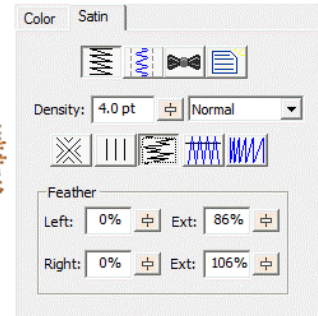 Color Satin
Density: 4.0 pt Normal
Feather
Left: 0% Ext: 86%
Right: 0% Ext: 106%